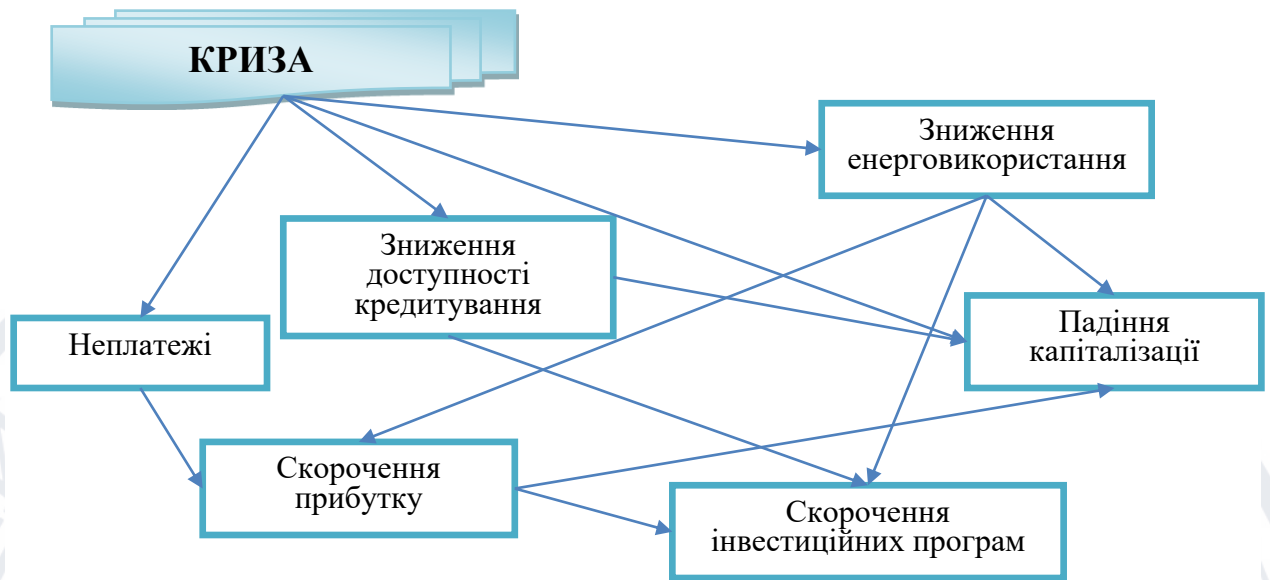 КРИЗА
Зниження
енерговикористання
Зниження
доступності
кредитування
Неплатежі
Падіння
капіталізації
Скорочення
прибутку
Скорочення
інвестиційних програм